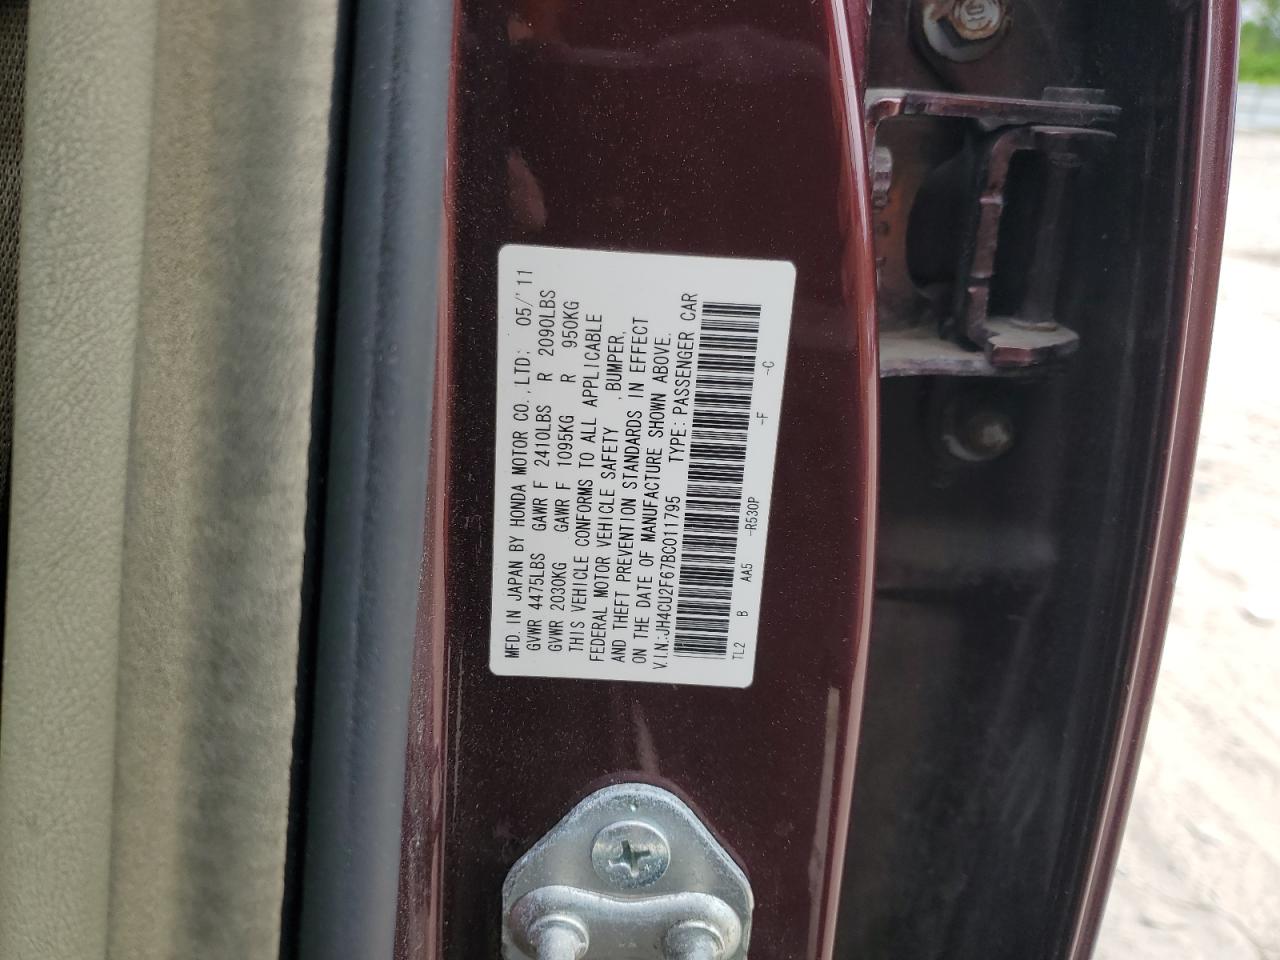 MFD. IN JAPAN BY HONDA MOTOR CO., LTD: 05/'11
GVWR 4475LBS GAWR F 2410LBS R 2090LBS
GVWR 2030KG GAWR F 1095KG R 950KG
THIS VEHICLE CONFORMS TO ALL APPLICABLE
FEDERAL MOTOR VEHICLE SAFETY ,BUMPER,
AND THEFT PREVENTION STANDARDS IN EFFECT
ON THE DATE OF MANUFACTURE SHOWN ABOVE.
V.I.N.:JH4CU2F67BC011795 TYPE: PASSENGER CAR
TL2 B AA5 -R530P -F -C